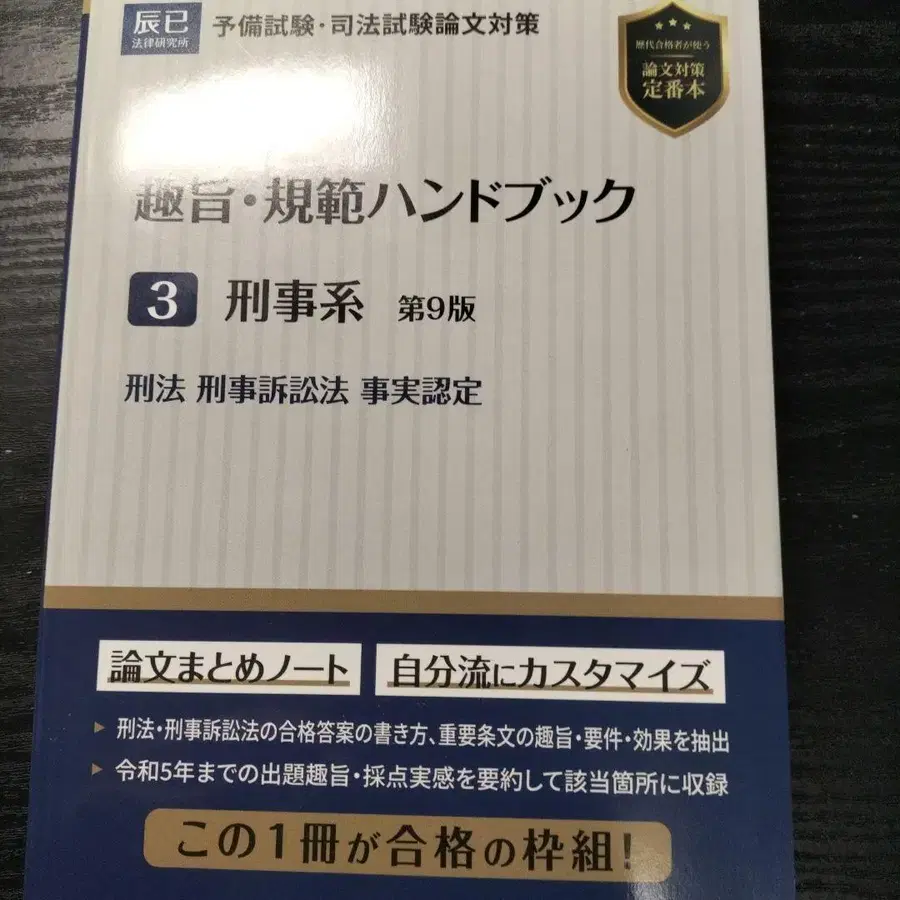 辰已
法律研究所
予備試験・司法試験論文対策
歴代合格者が使う
論文対策
定番本
趣旨・規範ハンドブック
3 刑事系 第9版
刑法 刑事訴訟法 事実認定
論文まとめノート 自分流にカスタマイズ
▶ 刑法・刑事訴訟法の合格答案の書き方、重要条文の趣旨・要件・効果を抽出
▶ 令和5年までの出題趣旨・採点実感を要約して該当箇所に収録
この1冊が合格の枠組!